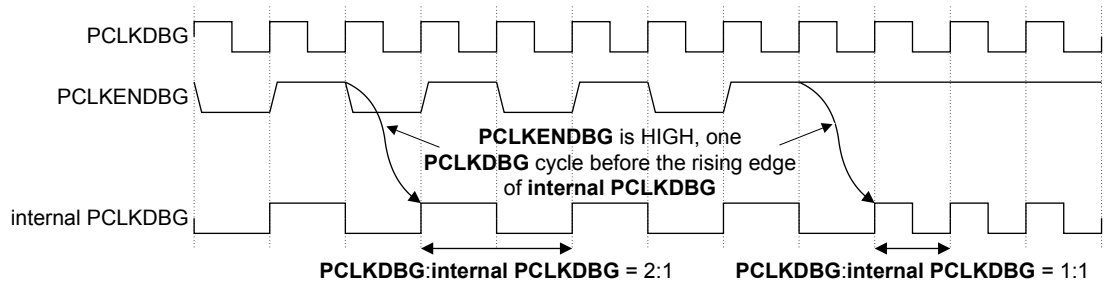 PCLKDBG
PCLKENDBG
PCLKENDBG is HIGH, one
PCLKDBG cycle before the rising edge
of internal PCLKDBG
internal PCLKDBG
PCLKDBG:internal PCLKDBG = 2:1
PCLKDBG:internal PCLKDBG = 1:1